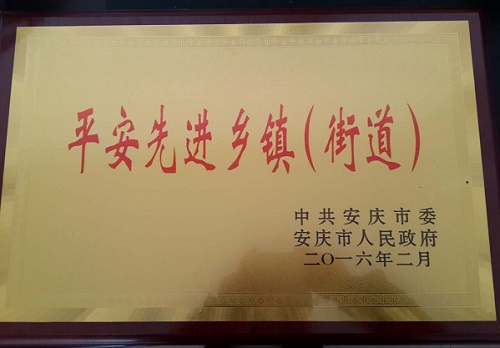 平安先进乡镇（街道）
中共安庆市委
安庆市人民政府
二〇一六年二月